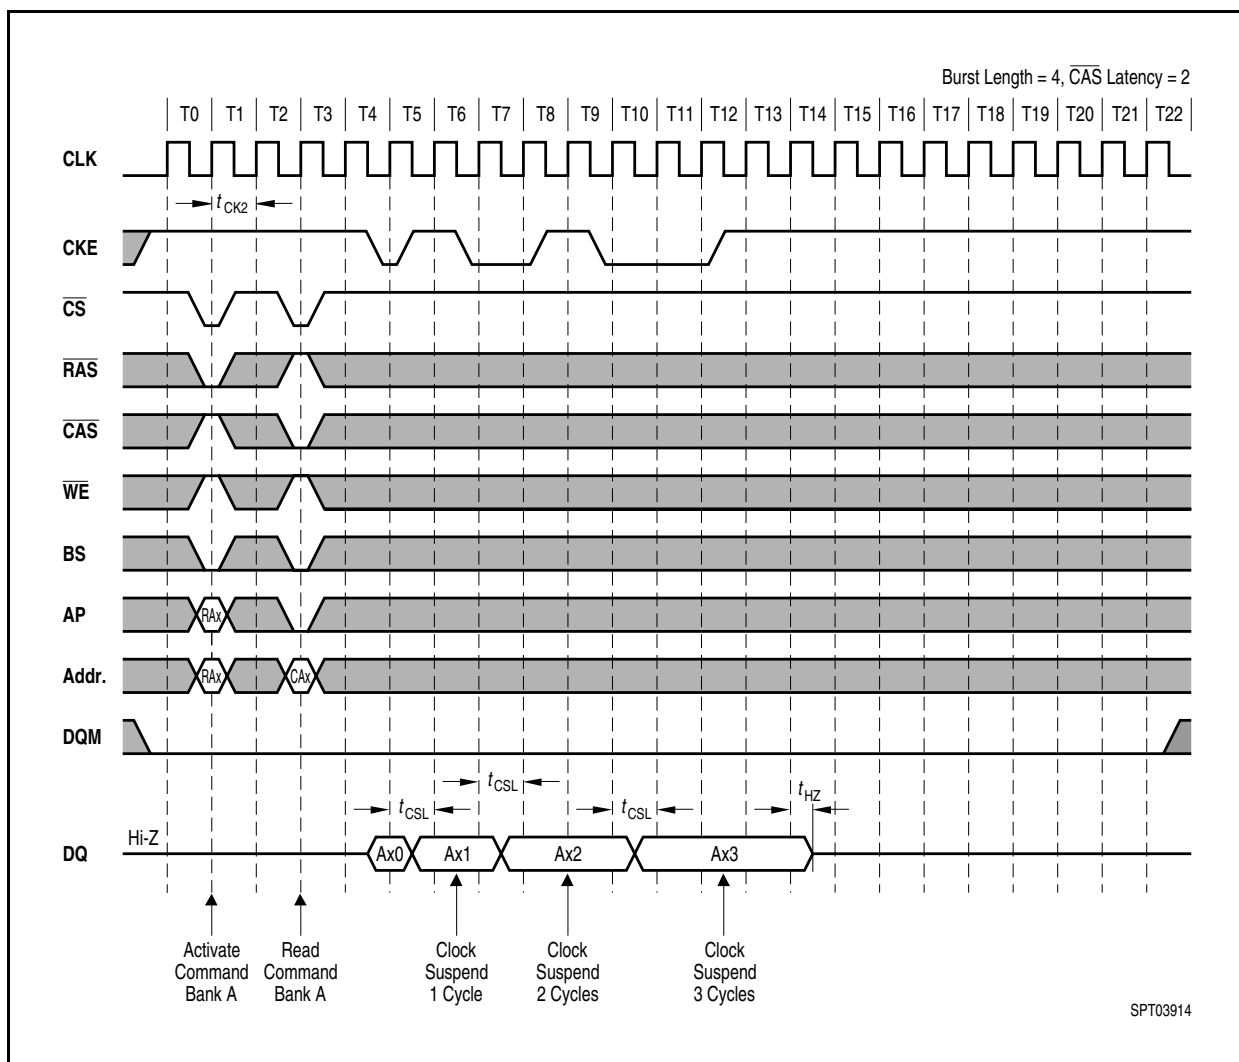 Burst Length = 4, CAS Latency = 2
T0 T1 T2 T3 T4 T5 T6 T7 T8 T9 T10 T11 T12 T13 T14 T15 T16 T17 T18 T19 T20 T21 T22
CLK
tCK2
CKE
CS
RAS
CAS
WE
BS
AP RAx
Addr. RAx CAx
DQM
tCSL tHZ
tCSL tCSL
Hi-Z
DQ Ax0 Ax1 Ax2 Ax3
Activate
Command
Bank A
Read
Command
Bank A
Clock
Suspend
1 Cycle
Clock
Suspend
2 Cycles
Clock
Suspend
3 Cycles
SPT03914